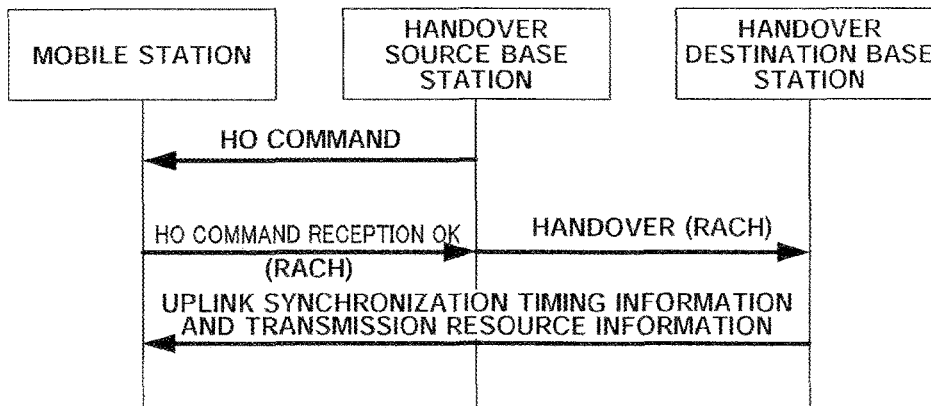 MOBILE STATION
HANDOVER
SOURCE BASE
STATION
HANDOVER
DESTINATION BASE
STATION
HO COMMAND
HO COMMAND RECEPTION OK
(RACH)
HANDOVER (RACH)
UPLINK SYNCHRONIZATION TIMING INFORMATION
AND TRANSMISSION RESOURCE INFORMATION